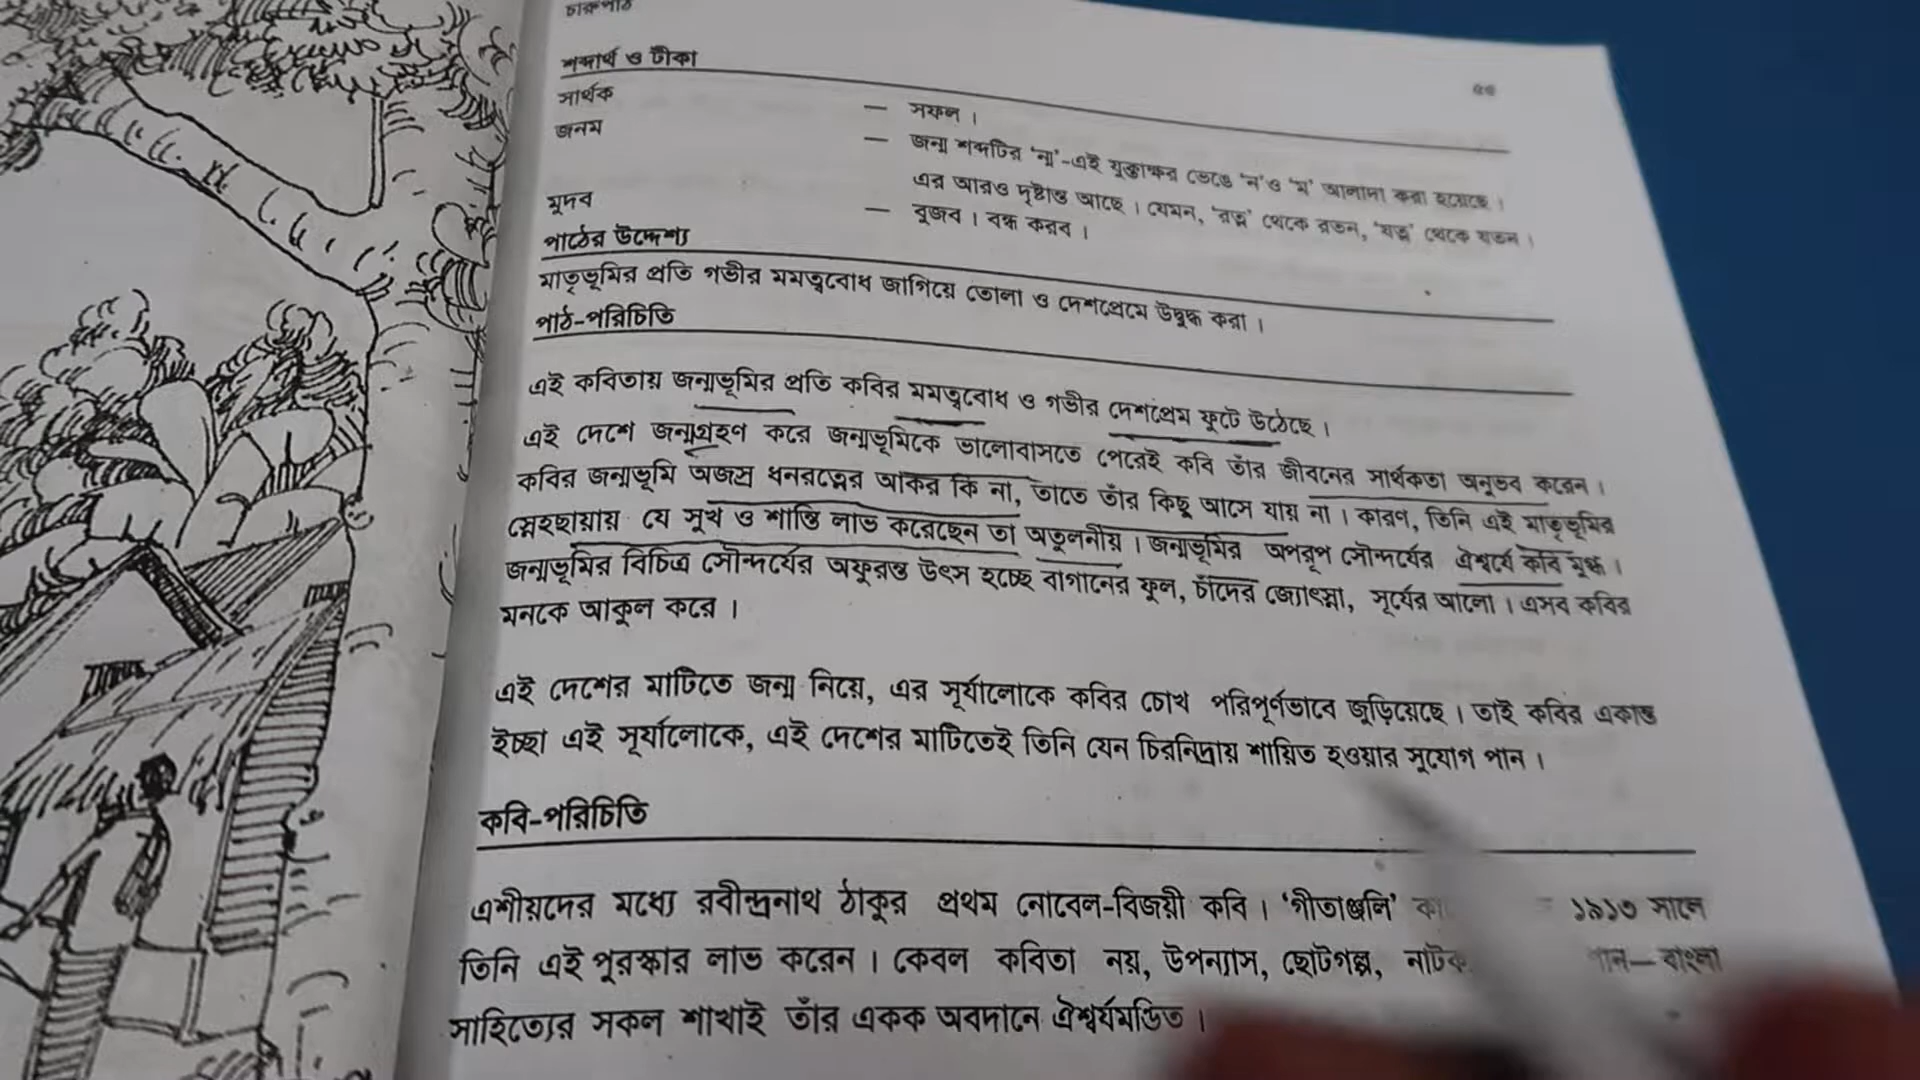 চারুপাঠ
৫৫
শব্দার্থ ও টীকা
সার্থক — সফল।
জনম — জন্ম শব্দটির ‘ন্ম’-এই যুক্তাক্ষর ভেঙে ‘ন’ও ‘ম’ আলাদা করা হয়েছে।
এর আরও দৃষ্টান্ত আছে। যেমন, ‘রত্ন’ থেকে রতন, ‘যত্ন’ থেকে যতন।
মুদব — বুজব। বন্ধ করব।
পাঠের উদ্দেশ্য
মাতৃভূমির প্রতি গভীর মমত্ববোধ জাগিয়ে তোলা ও দেশপ্রেমে উদ্বুদ্ধ করা।
পাঠ-পরিচিতি
এই কবিতায় জন্মভূমির প্রতি কবির মমত্ববোধ ও গভীর দেশপ্রেম ফুটে উঠেছে।
এই দেশে জন্মগ্রহণ করে জন্মভূমিকে ভালোবাসতে পেরেই কবি তাঁর জীবনের সার্থকতা অনুভব করেন।
কবির জন্মভূমি অজস্র ধনরত্নের আকর কি না, তাতে তাঁর কিছু আসে যায় না। কারণ, তিনি এই মাতৃভূমির
স্নেহছায়ায় যে সুখ ও শান্তি লাভ করেছেন তা অতুলনীয়। জন্মভূমির অপরূপ সৌন্দর্যের ঐশ্বর্যে কবি মুগ্ধ।
জন্মভূমির বিচিত্র সৌন্দর্যের অফুরন্ত উৎস হচ্ছে বাগানের ফুল, চাঁদের জ্যোৎস্না, সূর্যের আলো। এসব কবির
মনকে আকুল করে।
এই দেশের মাটিতে জন্ম নিয়ে, এর সূর্যালোকে কবির চোখ পরিপূর্ণভাবে জুড়িয়েছে। তাই কবির একান্ত
ইচ্ছা এই সূর্যালোকে, এই দেশের মাটিতেই তিনি যেন চিরনিদ্রায় শায়িত হওয়ার সুযোগ পান।
কবি-পরিচিতি
এশীয়দের মধ্যে রবীন্দ্রনাথ ঠাকুর প্রথম নোবেল-বিজয়ী কবি। ‘গীতাঞ্জলি’ ১৯১৩ সালে
তিনি এই পুরস্কার লাভ করেন। কেবল কবিতা নয়, উপন্যাস, ছোটগল্প, নাটক — বাংলা
সাহিত্যের সকল শাখাই তাঁর একক অবদানে ঐশ্বর্যমণ্ডিত।